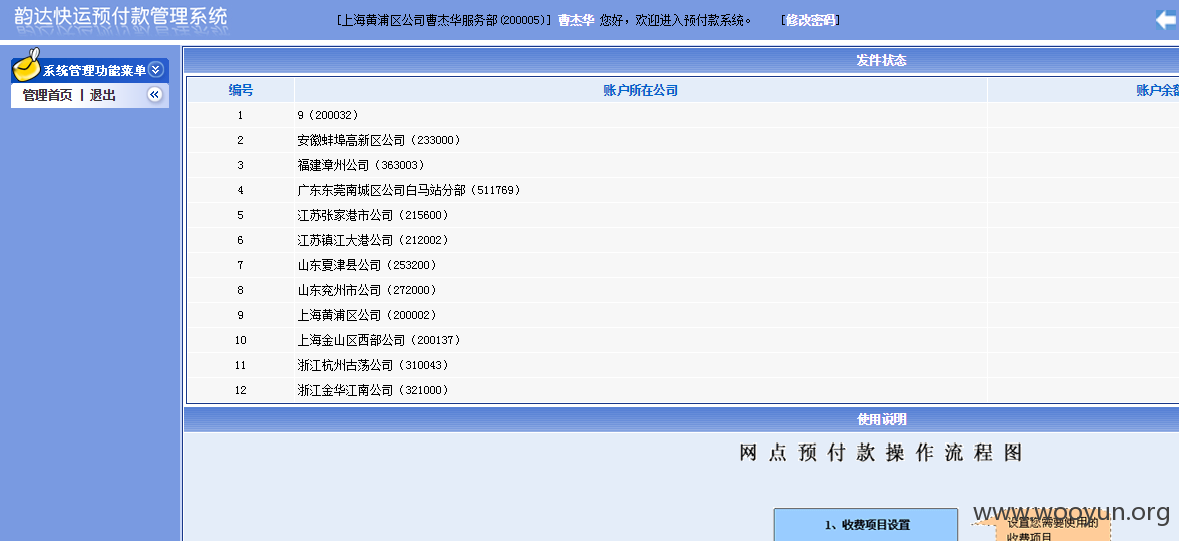 韵达快运预付款管理系统
[上海黄浦区公司曹杰华服务部(200005)] 曹杰华 您好，欢迎进入预付款系统。 [修改密码]
系统管理功能菜单
管理首页 | 退出
发件状态
编号 账户所在公司 账户余额
1 9（200032）
2 安徽蚌埠高新区公司（233000）
3 福建漳州公司（363003）
4 广东东莞南城区公司白马站分部（511769）
5 江苏张家港市公司（215600）
6 江苏镇江大港公司（212002）
7 山东夏津县公司（253200）
8 山东兖州市公司（272000）
9 上海黄浦区公司（200002）
10 上海金山区西部公司（200137）
11 浙江杭州古荡公司（310043）
12 浙江金华江南公司（321000）
使用说明
网点预付款操作流程图
1、收费项目设置
设置您需要使用的
收费项目
www.wooyun.org